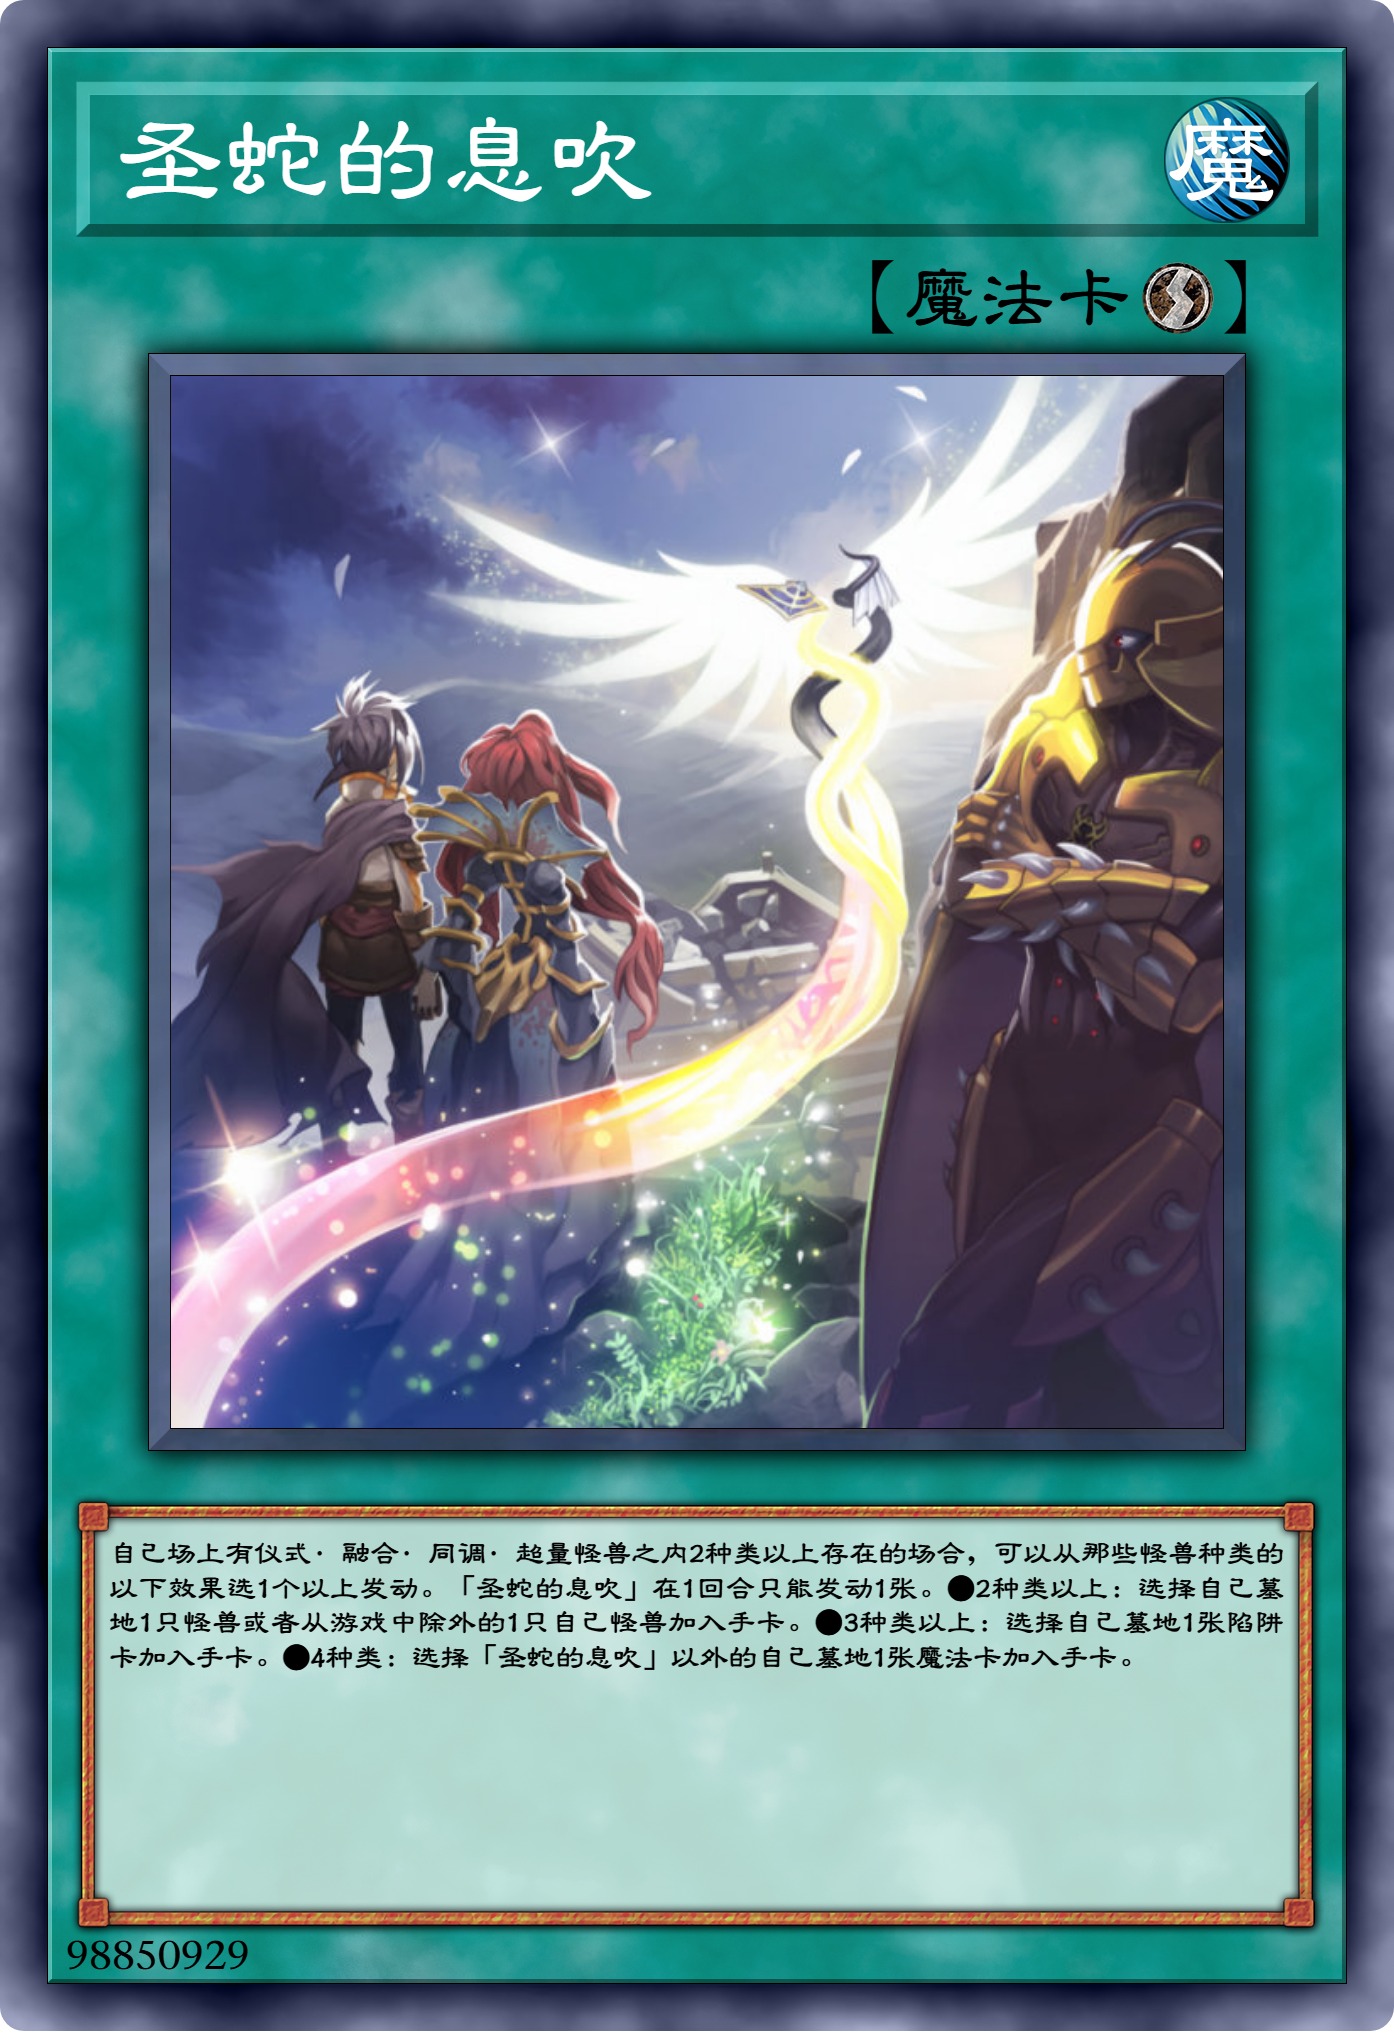 圣蛇的息吹
魔
【魔法卡】
自己场上有仪式·融合·同调·超量怪兽之内2种类以上存在的场合，可以从那些怪兽种类的
以下效果选1个以上发动。「圣蛇的息吹」在1回合只能发动1张。●2种类以上：选择自己墓
地1只怪兽或者从游戏中除外的1只自己怪兽加入手卡。●3种类以上：选择自己墓地1张陷阱
卡加入手卡。●4种类：选择「圣蛇的息吹」以外的自己墓地1张魔法卡加入手卡。
98850929